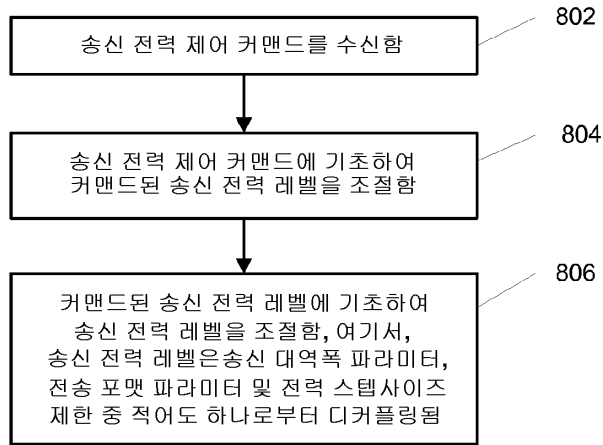 송신 전력 제어 커맨드를 수신함
802
송신 전력 제어 커맨드에 기초하여
커맨드된 송신 전력 레벨을 조절함
804
커맨드된 송신 전력 레벨에 기초하여
송신 전력 레벨을 조절함, 여기서,
송신 전력 레벨은송신 대역폭 파라미터,
전송 포맷 파라미터 및 전력 스텝사이즈
제한 중 적어도 하나로부터 디커플링됨
806